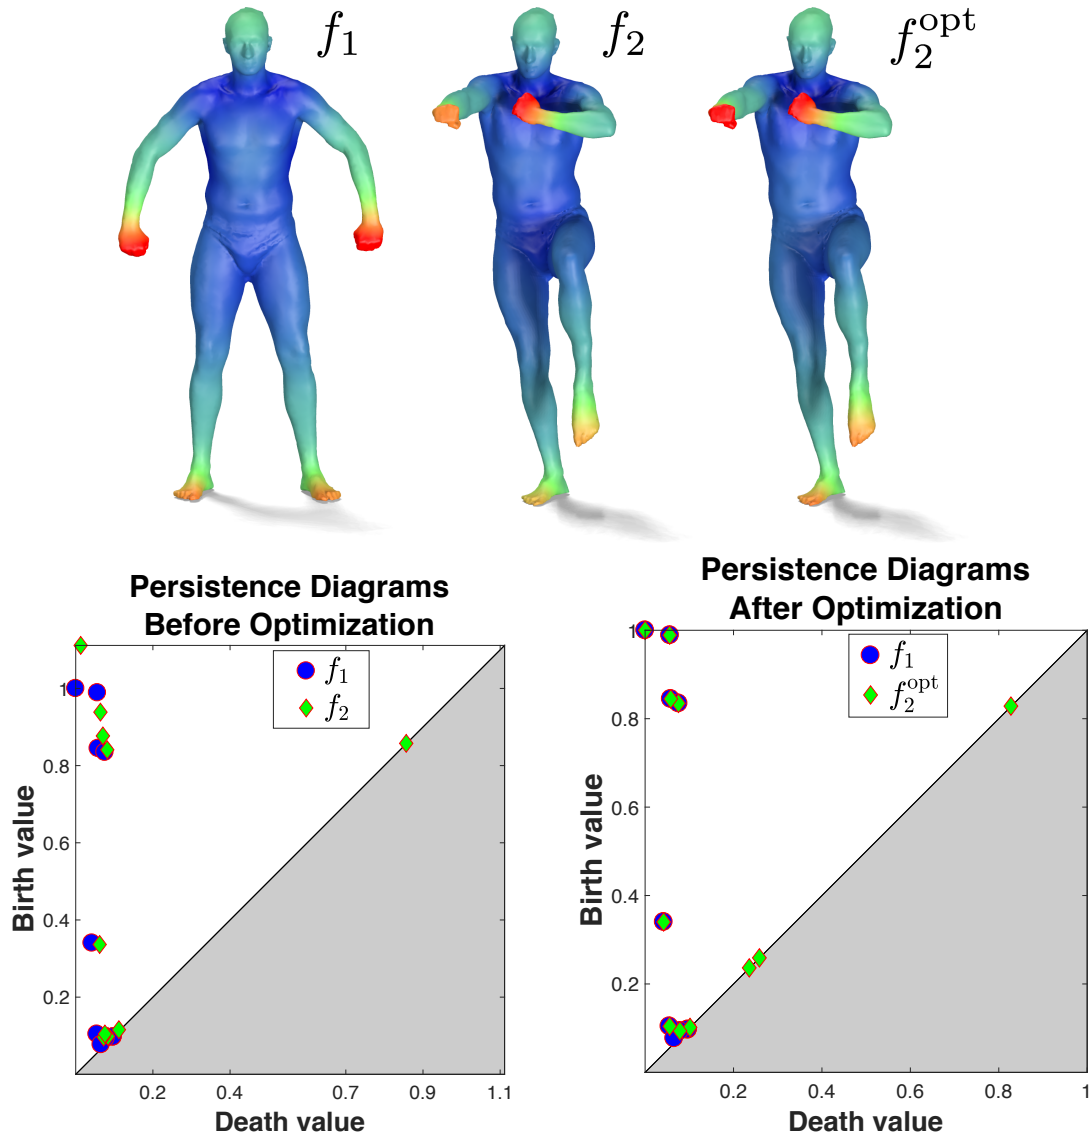 f₁
f₂
f₂ᵒᵖᵗ
Persistence Diagrams
Before Optimization
f₁
f₂
1
0.8
0.6
0.4
0.2
Birth value
0.2
0.4
0.7
0.9
1.1
Death value
Persistence Diagrams
After Optimization
f₁
f₂ᵒᵖᵗ
1
0.8
0.6
0.4
0.2
Birth value
0.2
0.4
0.6
0.8
1
Death value